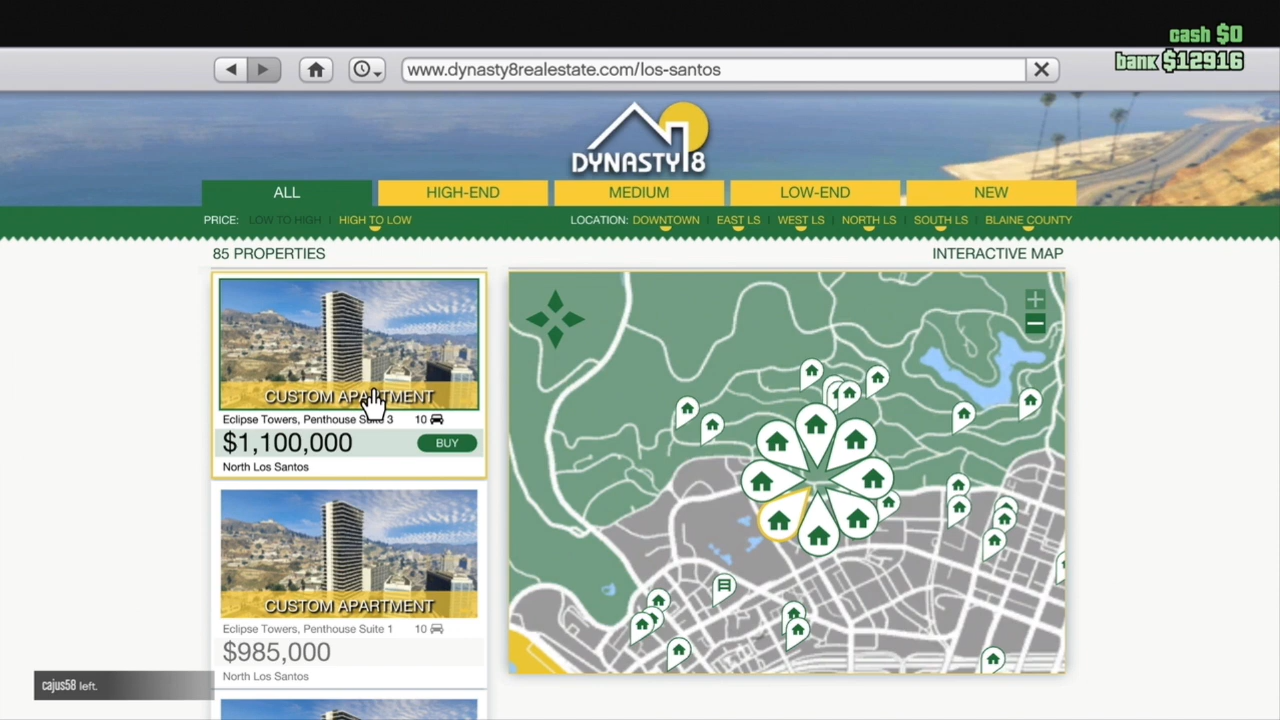 cash $0
bank $12916
www.dynasty8realestate.com/los-santos
DYNASTY 8
ALL
HIGH-END
MEDIUM
LOW-END
NEW
PRICE: LOW TO HIGH | HIGH TO LOW
LOCATION: DOWNTOWN | EAST LS | WEST LS | NORTH LS | SOUTH LS | BLAINE COUNTY
85 PROPERTIES
INTERACTIVE MAP
CUSTOM APARTMENT
Eclipse Towers, Penthouse Suite 3 10
$1,100,000
BUY
North Los Santos
CUSTOM APARTMENT
Eclipse Towers, Penthouse Suite 1 10
$985,000
North Los Santos
cajus58 left.